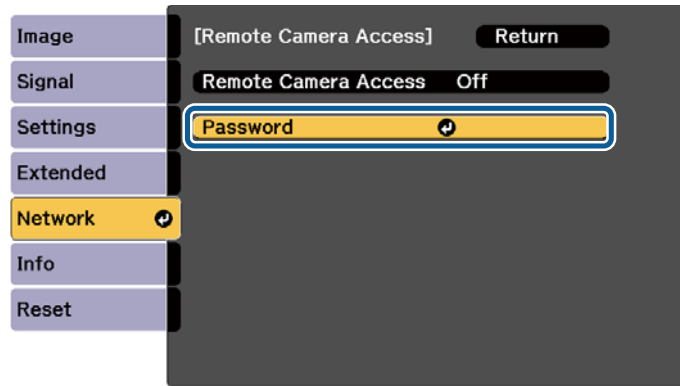 Image
Signal
Settings
Extended
Network
Info
Reset
[Remote Camera Access] Return
Remote Camera Access Off
Password